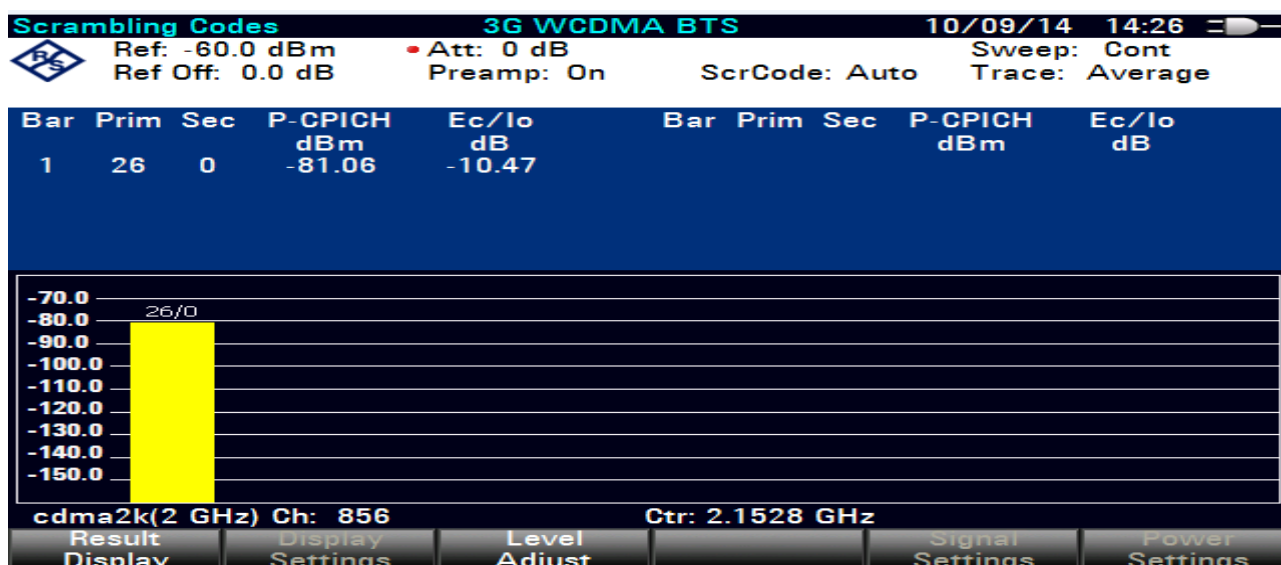 Scrambling Codes 3G WCDMA BTS 10/09/14 14:26
R&S Ref: -60.0 dBm Att: 0 dB Sweep: Cont
Ref Off: 0.0 dB Preamp: On ScrCode: Auto Trace: Average
Bar Prim Sec P-CPICH Ec/Io Bar Prim Sec P-CPICH Ec/Io
dBm dB dBm dB
1 26 0 -81.06 -10.47
-70.0
26/0
-80.0
-90.0
-100.0
-110.0
-120.0
-130.0
-140.0
-150.0
cdma2k(2 GHz) Ch: 856 Ctr: 2.1528 GHz
Result Display Level Signal Power
Display Settings Adjust Settings Settings